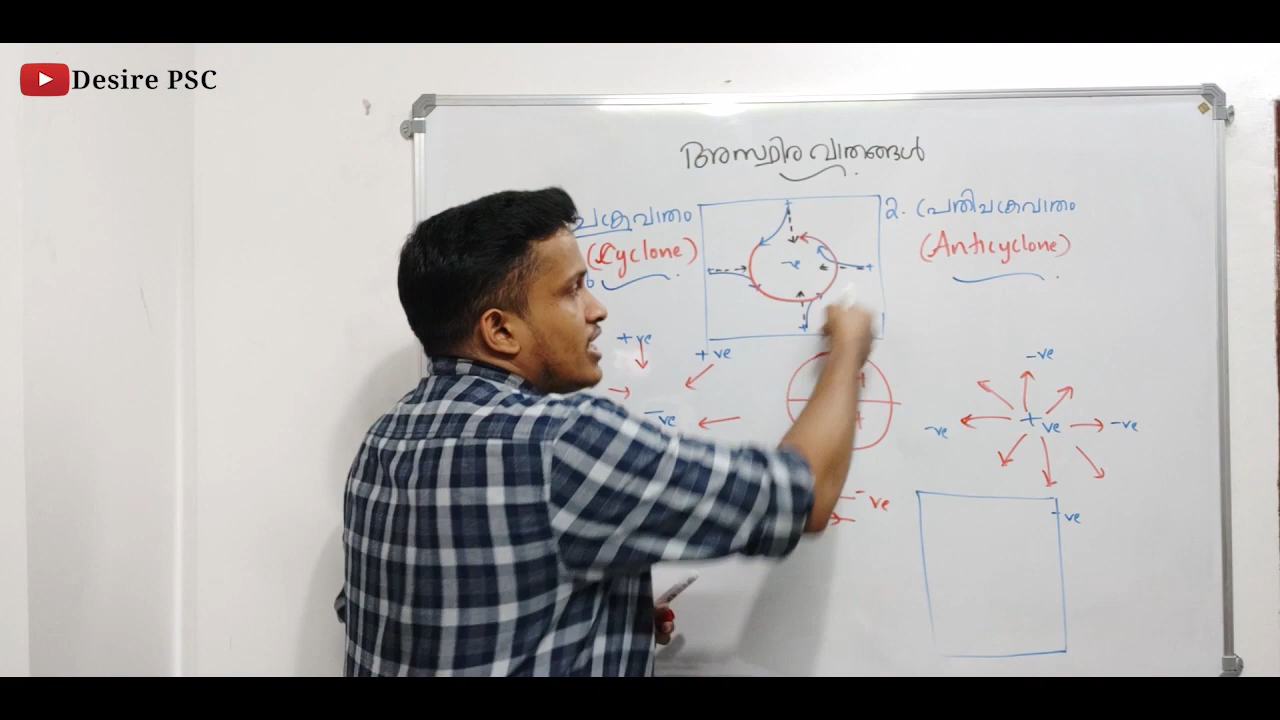 Desire PSC
അസ്ഥിര വാതങ്ങൾ
ചക്രവാതം
(Cyclone)
2. പ്രതിചക്രവാതം
(Anticyclone)
-ve
+ve
+ve
-ve
-ve
-ve
+ve
-ve
-ve
-ve